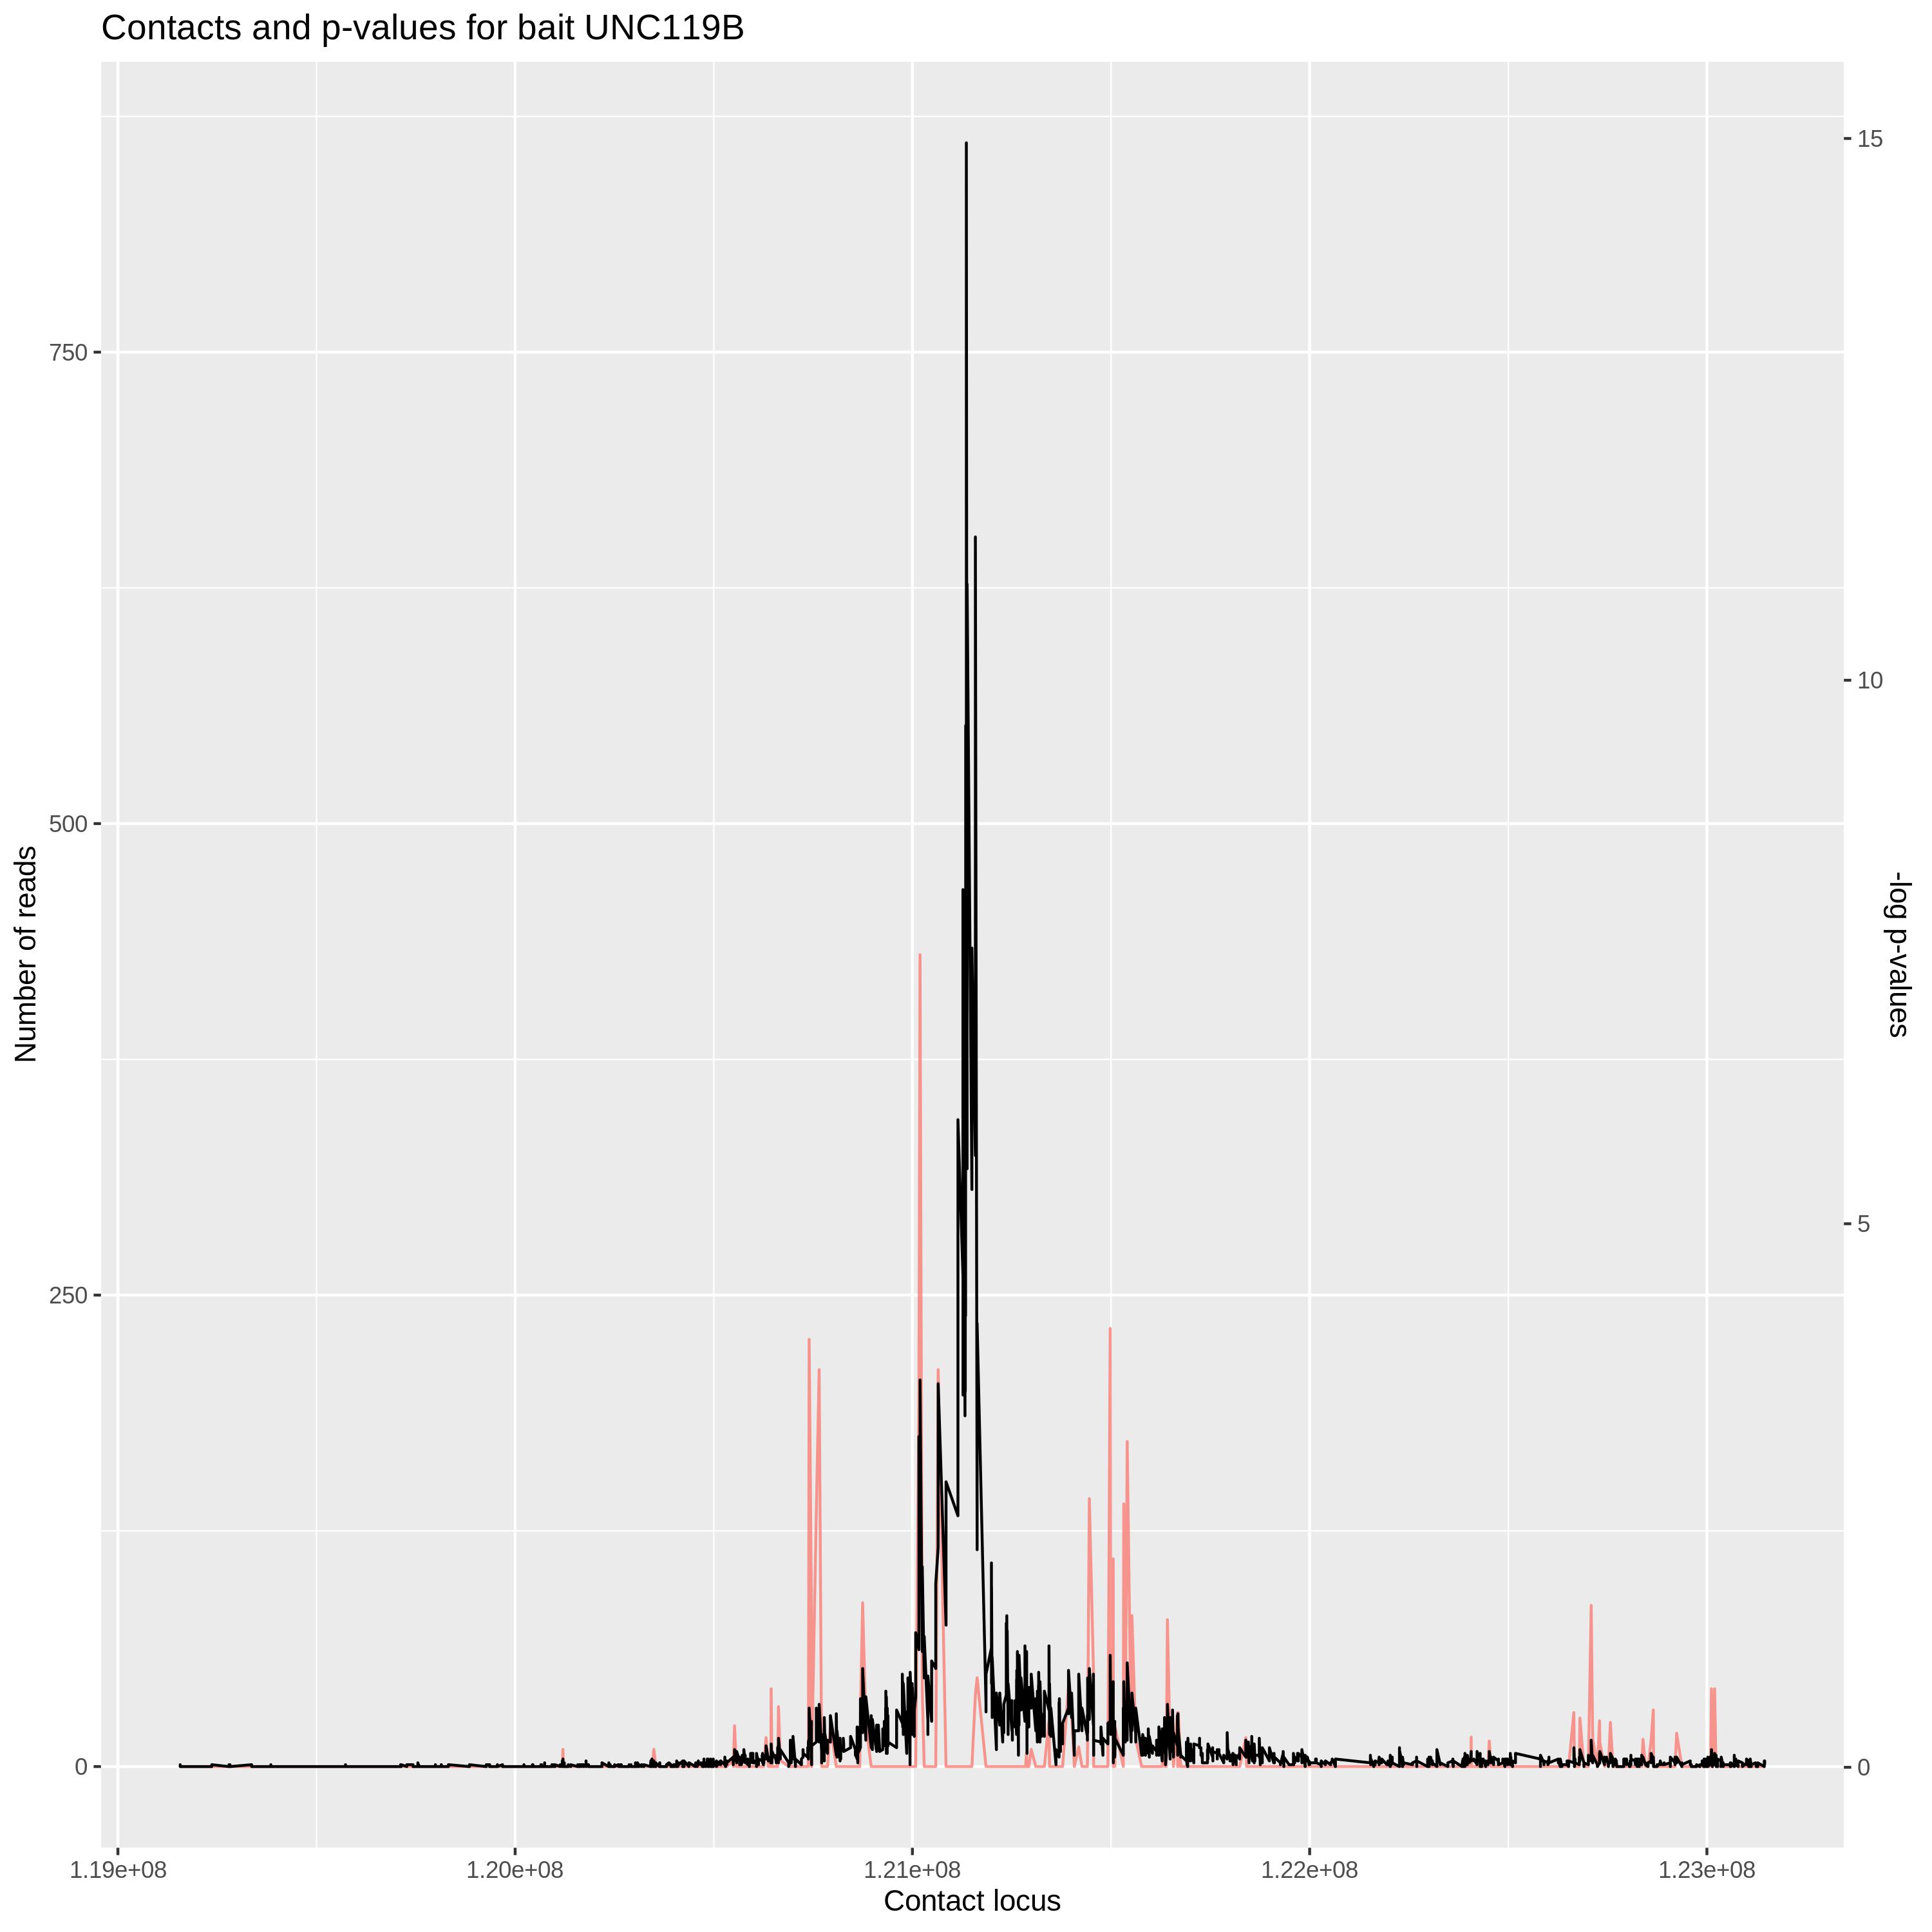 Contacts and p-values for bait UNC119B
15
750
10
500
Number of reads
-log p-values
5
250
0
0
1.19e+08
1.20e+08
1.21e+08
1.22e+08
1.23e+08
Contact locus